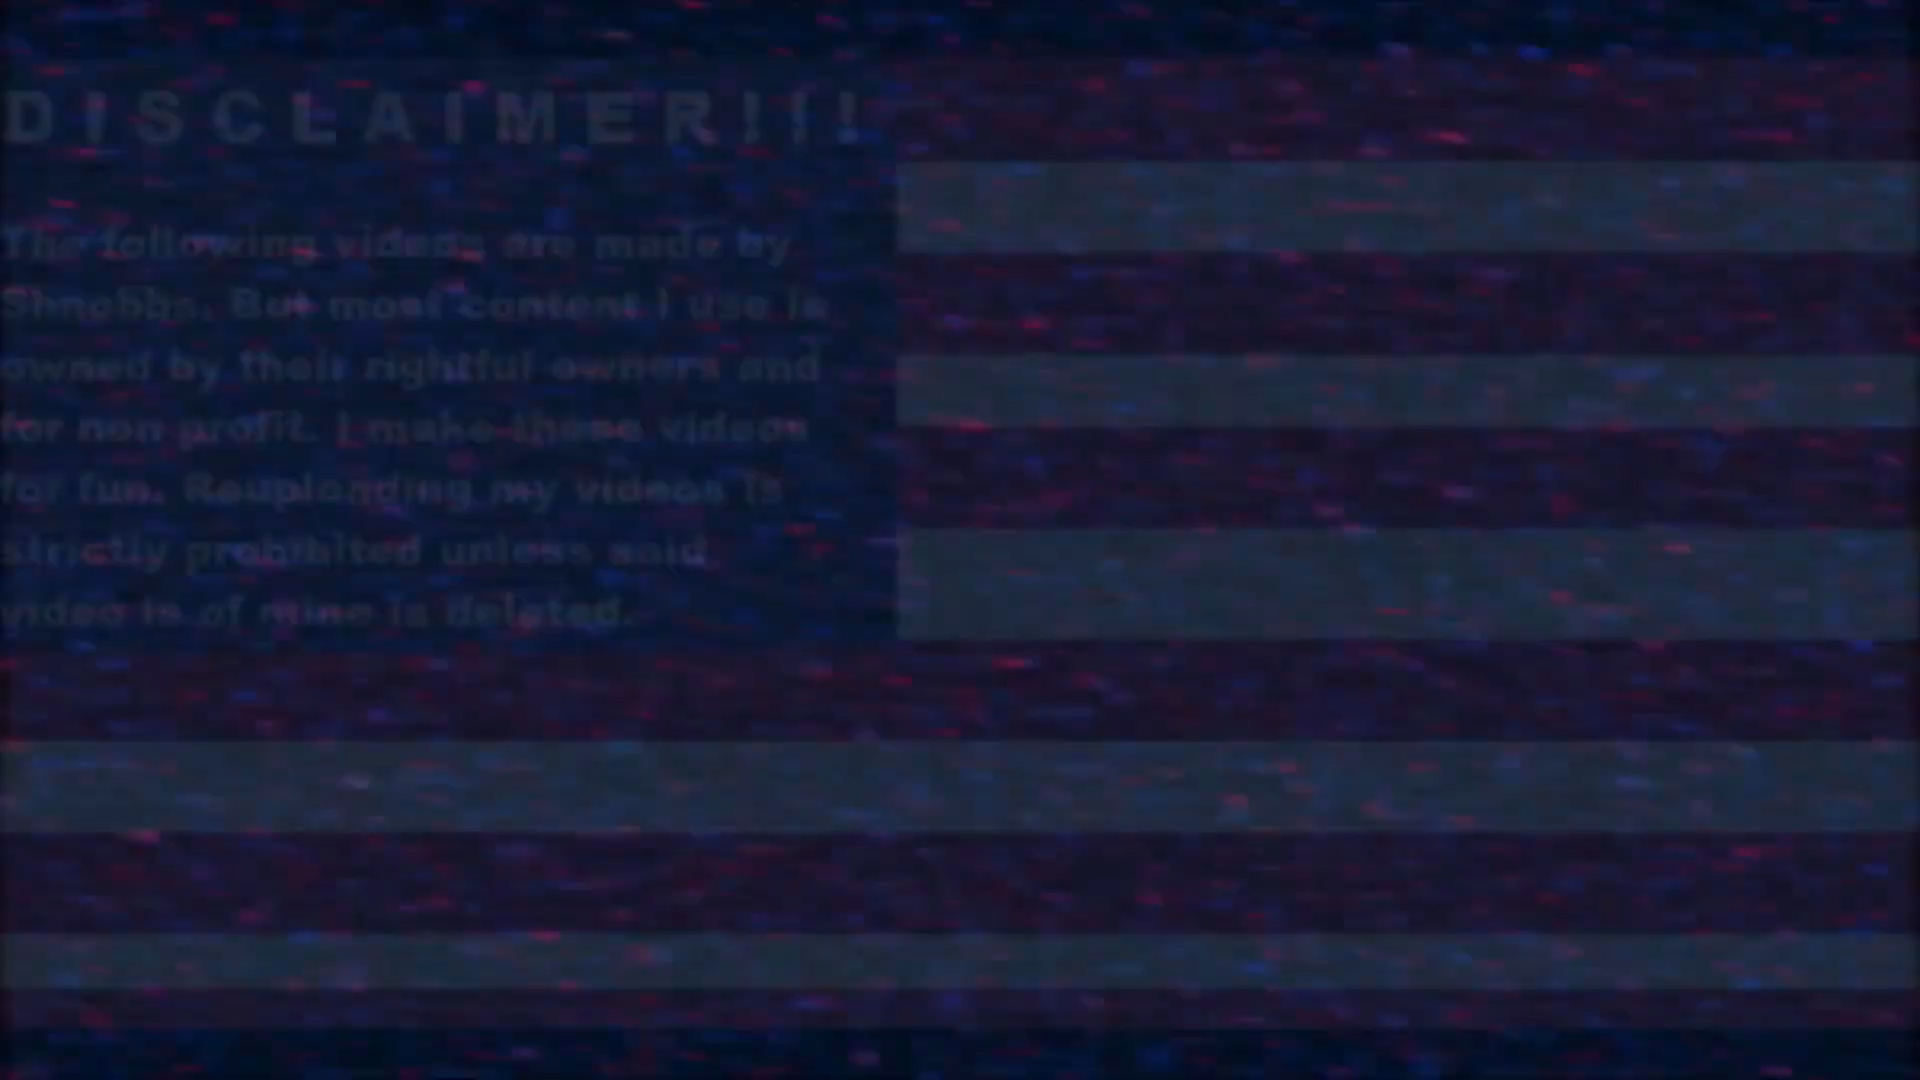 DISCLAIMER!!!
The following videos are made by
Shnobbs. But most content I use is
owned by their rightful owners and
for non profit. I make these videos
for fun. Reuploading my videos is
strictly prohibited unless said
video is of mine is deleted.